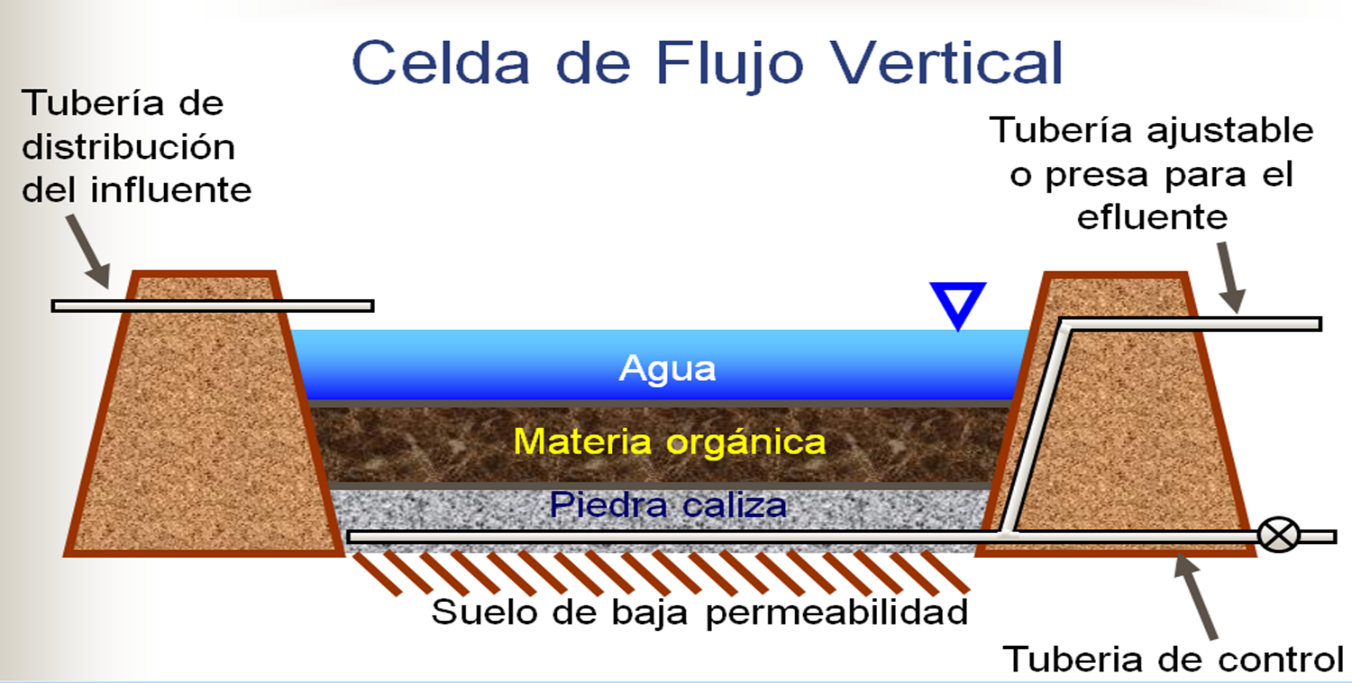 Celda de Flujo Vertical
Tubería de
distribución
del influente
Tubería ajustable
o presa para el
efluente
Agua
Materia orgánica
Piedra caliza
Suelo de baja permeabilidad
Tuberia de control